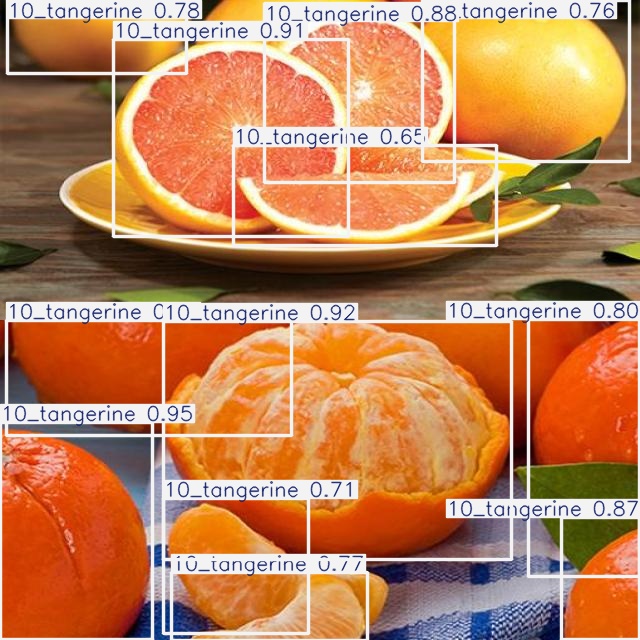 10_tangerine 0.78
10_tangerine 0.88
tangerine 0.76
10_tangerine 0.91
10_tangerine 0.65
10_tangerine
10_tangerine 0.92
10_tangerine 0.80
10_tangerine 0.95
10_tangerine 0.71
10_tangerine 0.87
10_tangerine 0.77